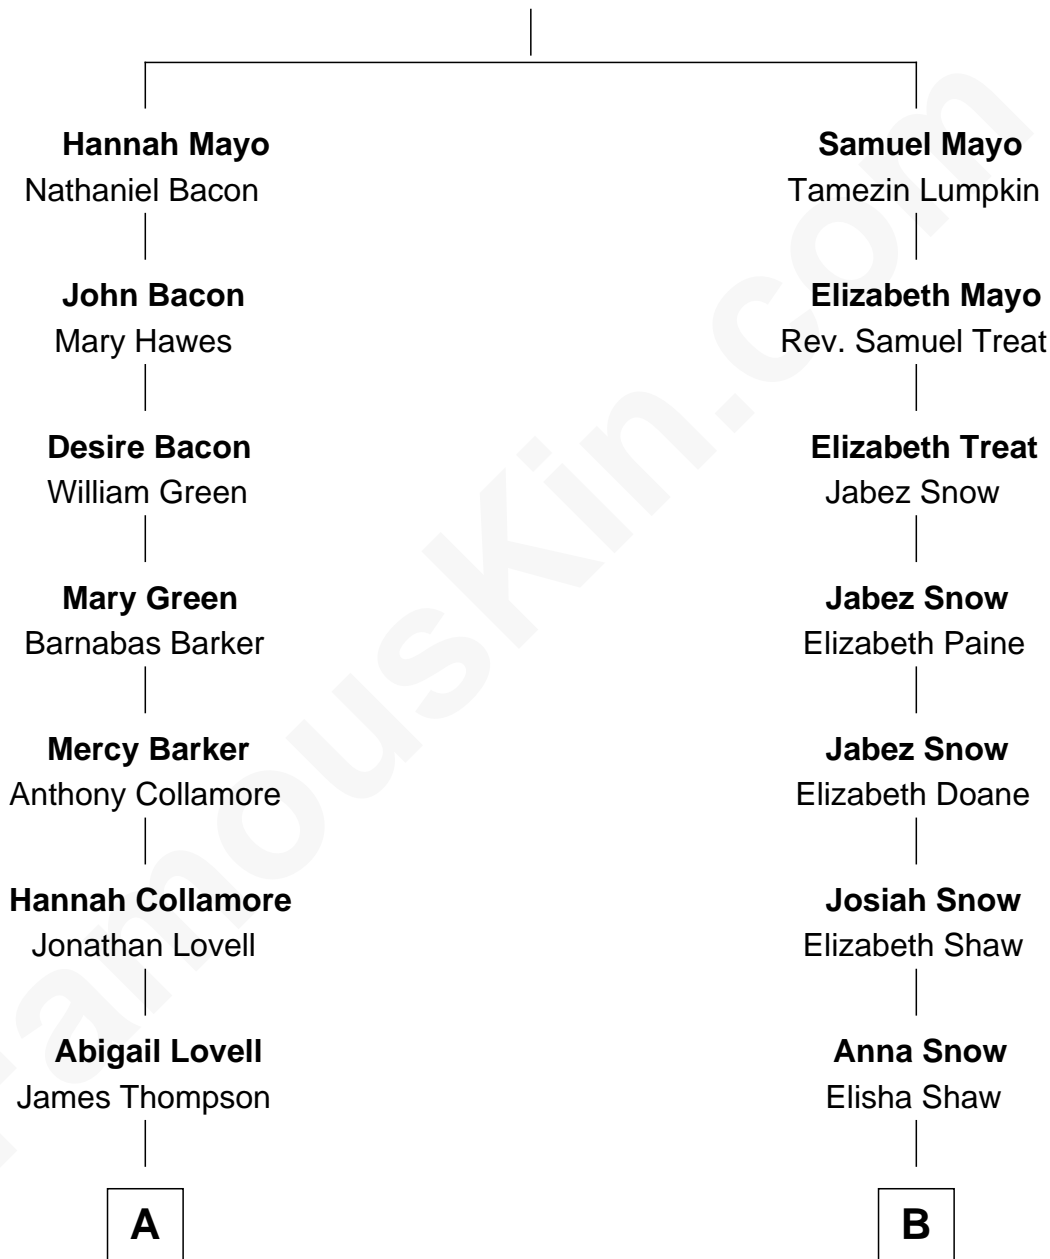 Hannah Mayo
Nathaniel Bacon
John Bacon
Mary Hawes
Desire Bacon
William Green
Mary Green
Barnabas Barker
Mercy Barker
Anthony Collamore
Hannah Collamore
Jonathan Lovell
Abigail Lovell
James Thompson
A
Samuel Mayo
Tamezin Lumpkin
Elizabeth Mayo
Rev. Samuel Treat
Elizabeth Treat
Jabez Snow
Jabez Snow
Elizabeth Paine
Jabez Snow
Elizabeth Doane
Josiah Snow
Elizabeth Shaw
Anna Snow
Elisha Shaw
B
FamousKin.com